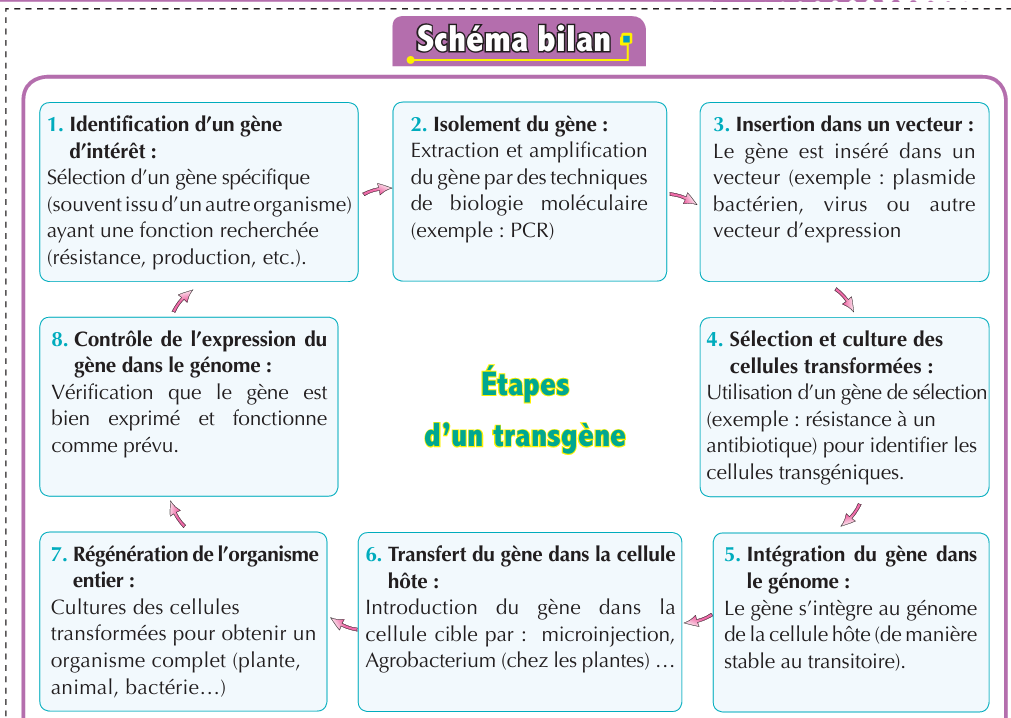 Schéma bilan
1. Identification d'un gène
d'intérêt :
Sélection d'un gène spécifique
(souvent issu d'un autre organisme)
ayant une fonction recherchée
(résistance, production, etc.).
2. Isolement du gène :
Extraction et amplification
du gène par des techniques
de biologie moléculaire
(exemple : PCR)
3. Insertion dans un vecteur :
Le gène est inséré dans un
vecteur (exemple : plasmide
bactérien, virus ou autre
vecteur d'expression
8. Contrôle de l'expression du
gène dans le génome :
Vérification que le gène est
bien exprimé et fonctionne
comme prévu.
Étapes
d'un transgène
4. Sélection et culture des
cellules transformées :
Utilisation d'un gène de sélection
(exemple : résistance à un
antibiotique) pour identifier les
cellules transgéniques.
7. Régénération de l'organisme
entier :
Cultures des cellules
transformées pour obtenir un
organisme complet (plante,
animal, bactérie…)
6. Transfert du gène dans la cellule
hôte :
Introduction du gène dans la
cellule cible par : microinjection,
Agrobacterium (chez les plantes) …
5. Intégration du gène dans
le génome :
Le gène s'intègre au génome
de la cellule hôte (de manière
stable au transitoire).